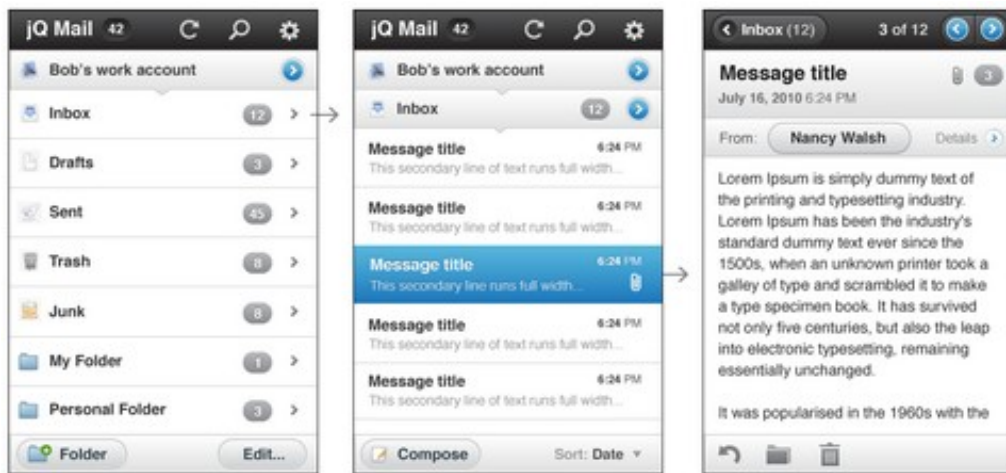 jQ Mail 42
Bob's work account
Inbox 12
Drafts 3
Sent 45
Trash 8
Junk 8
My Folder 1
Personal Folder 3
Folder Edit...
jQ Mail 42
Bob's work account
Inbox 12
Message title 6:24 PM
This secondary line of text runs full width...
Message title 6:24 PM
This secondary line of text runs full width...
Message title 6:24 PM
This secondary line runs full width...
Message title 6:24 PM
This secondary line of text runs full width...
Message title 6:24 PM
This secondary line of text runs full width...
Compose Sort: Date
Inbox (12) 3 of 12
Message title 3
July 16, 2010 6:24 PM
From: Nancy Walsh Details
Lorem Ipsum is simply dummy text of
the printing and typesetting industry.
Lorem Ipsum has been the industry's
standard dummy text ever since the
1500s, when an unknown printer took a
galley of type and scrambled it to make
a type specimen book. It has survived
not only five centuries, but also the leap
into electronic typesetting, remaining
essentially unchanged.
It was popularised in the 1960s with the